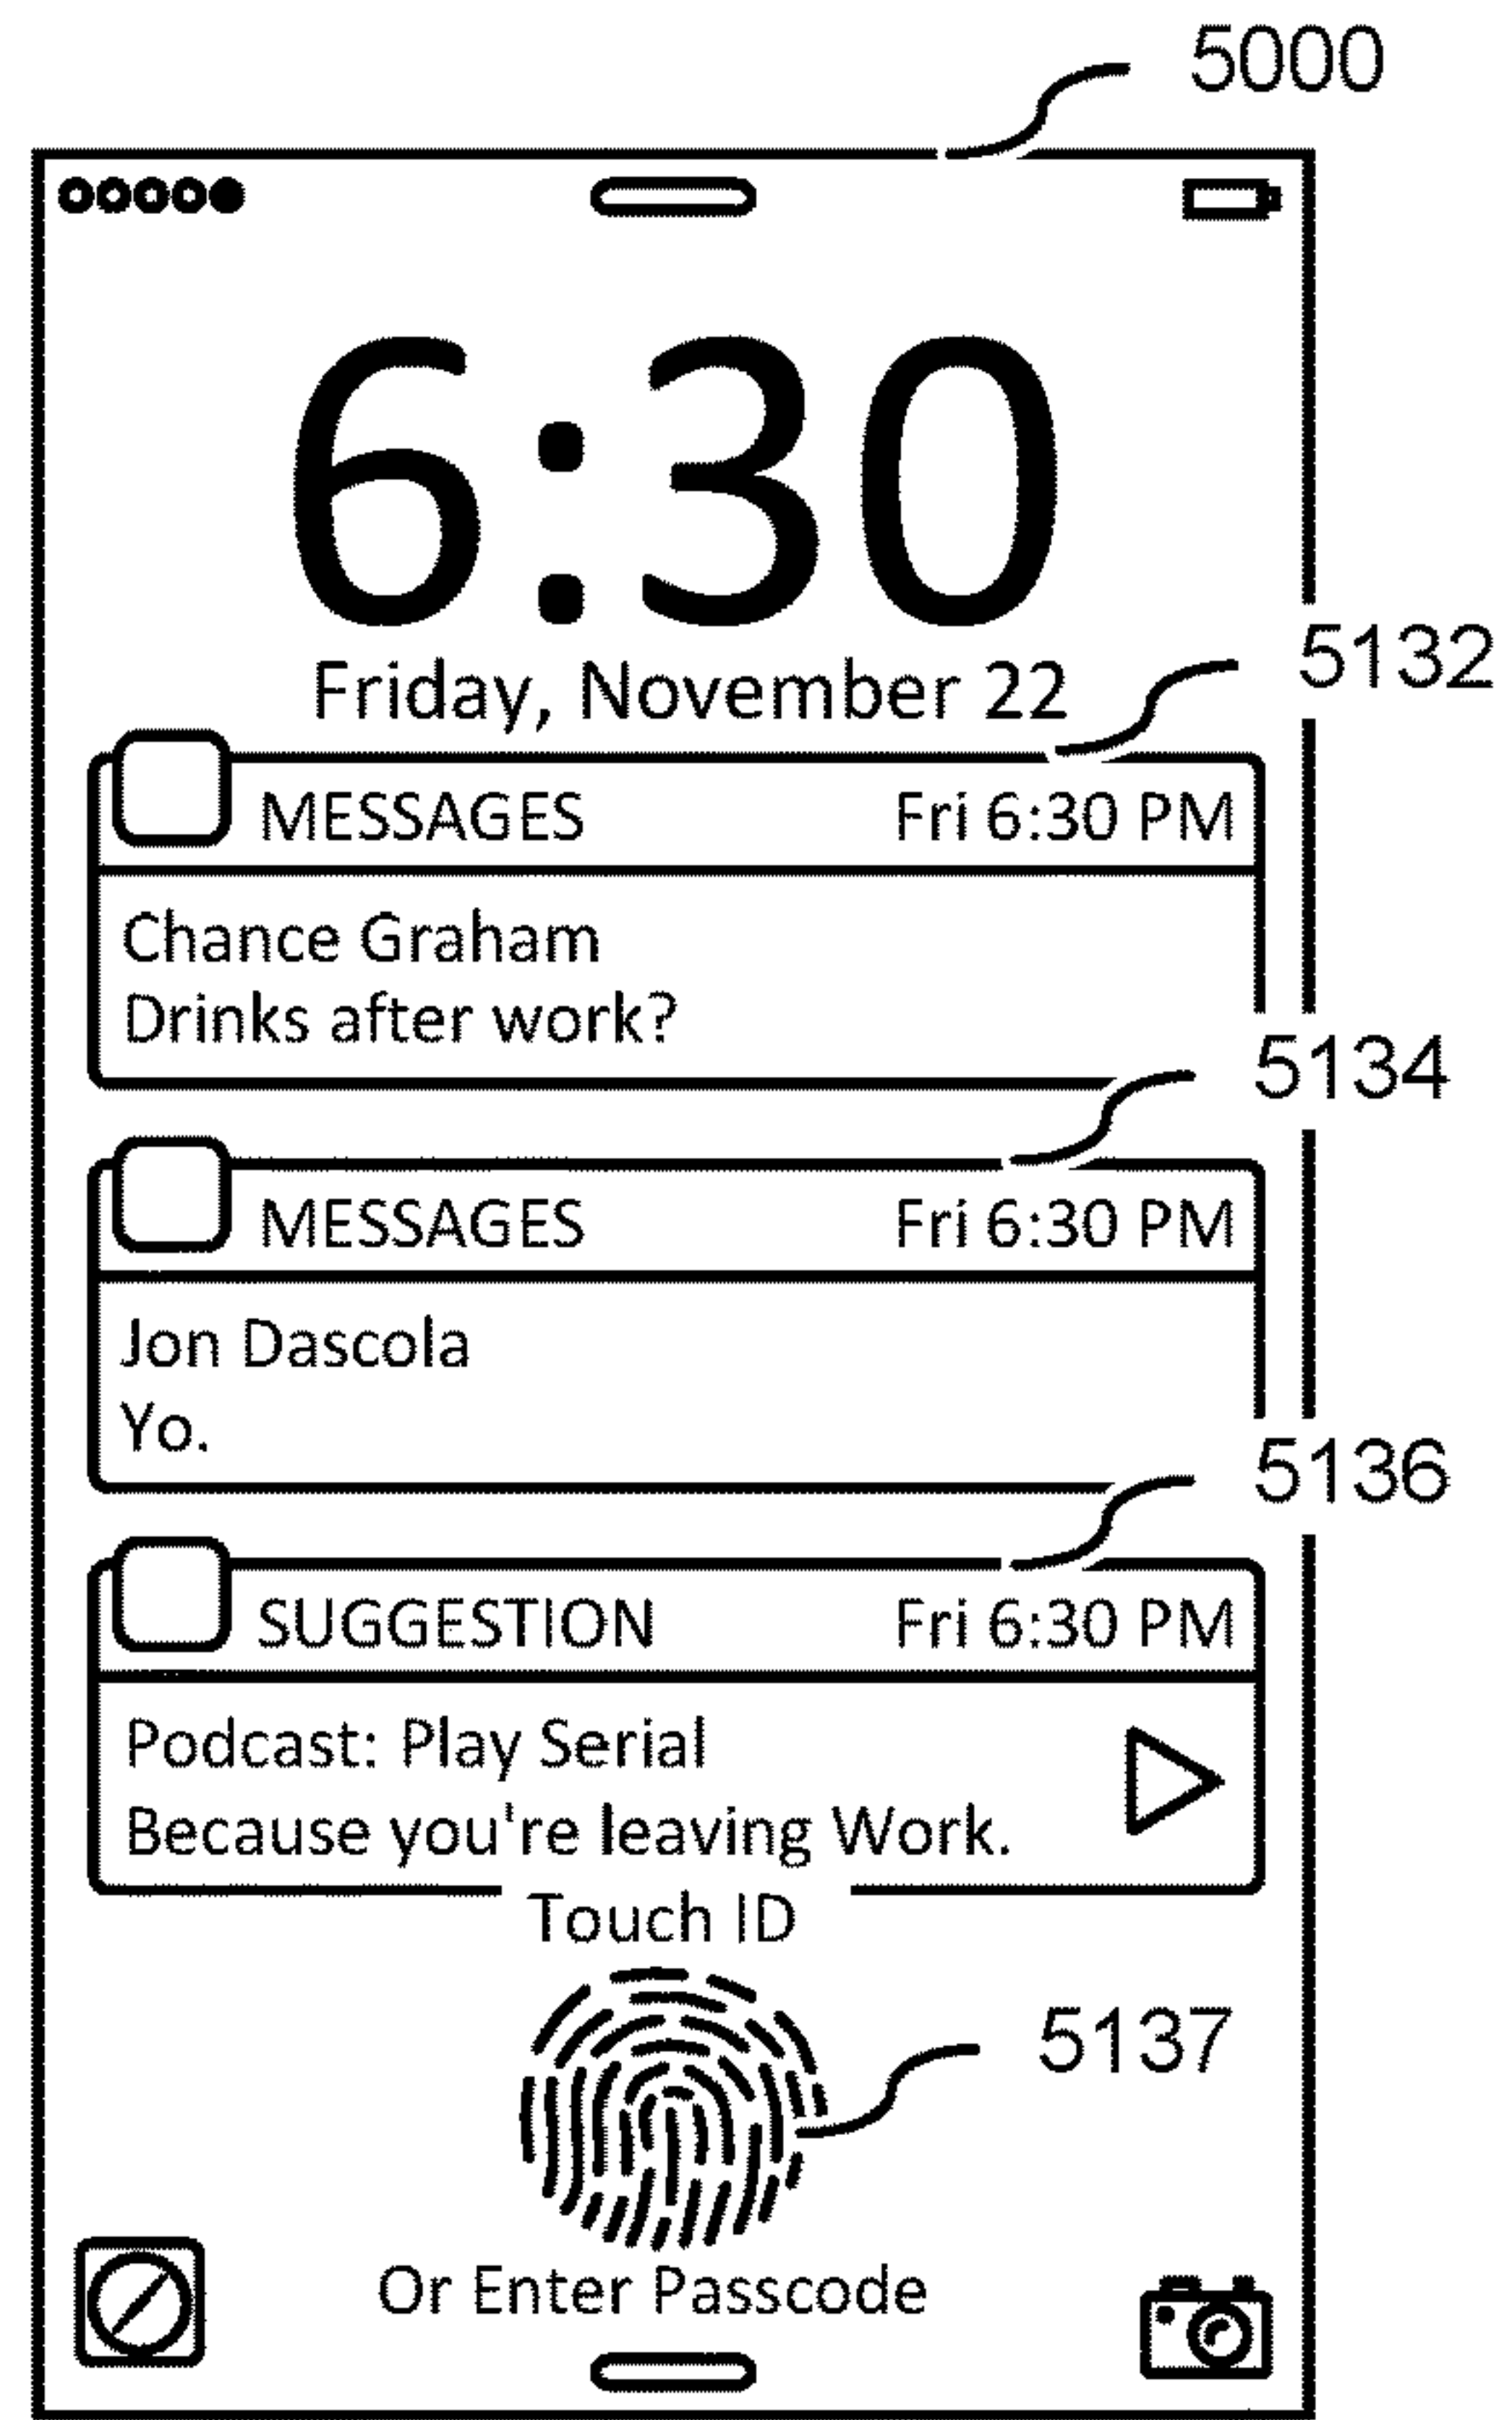 5000
6:30
Friday, November 22
5132
MESSAGES Fri 6:30 PM
Chance Graham
Drinks after work?
5134
MESSAGES Fri 6:30 PM
Jon Dascola
Yo.
5136
SUGGESTION Fri 6:30 PM
Podcast: Play Serial
Because you're leaving Work.
Touch ID
5137
Or Enter Passcode